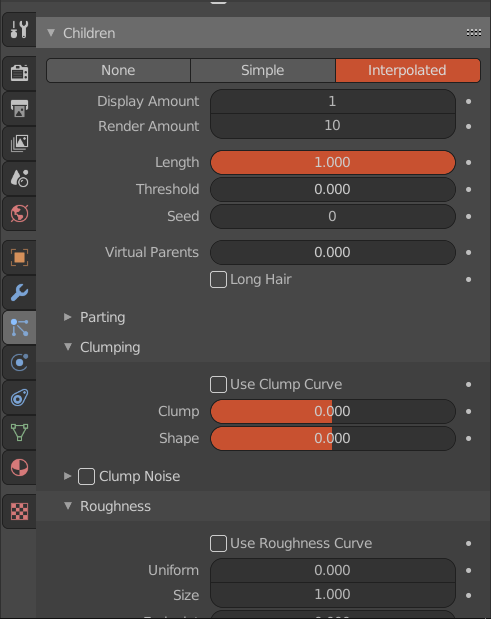 Children
None Simple Interpolated
Display Amount 1
Render Amount 10
Length 1.000
Threshold 0.000
Seed 0
Virtual Parents 0.000
Long Hair
Parting
Clumping
Use Clump Curve
Clump 0.000
Shape 0.000
Clump Noise
Roughness
Use Roughness Curve
Uniform 0.000
Size 1.000